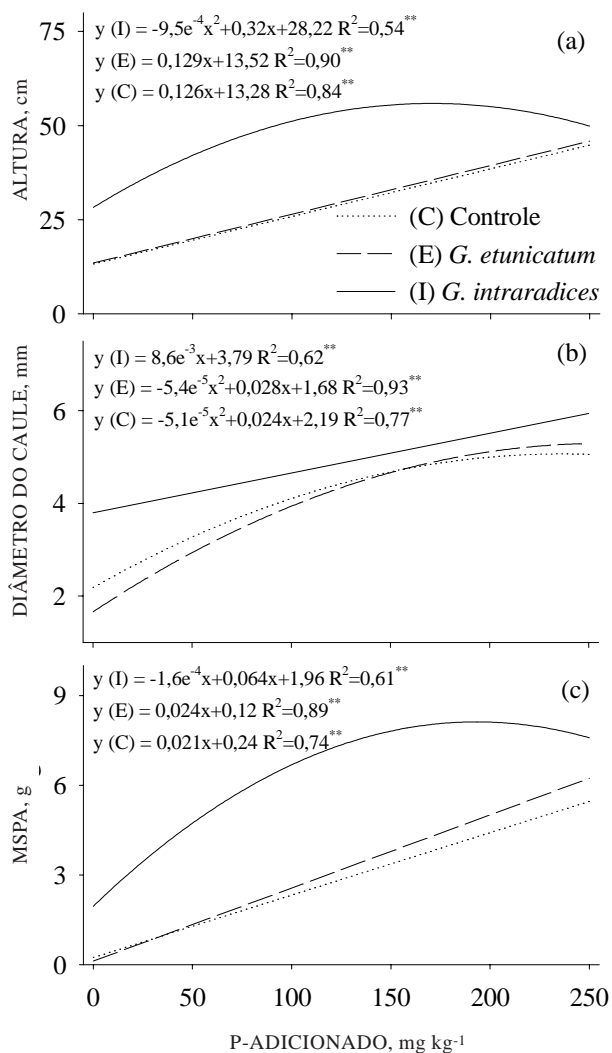 75
y (I) = -9,5e⁻⁴x²+0,32x+28,22 R²=0,54**
(a)
y (E) = 0,129x+13,52 R²=0,90**
y (C) = 0,126x+13,28 R²=0,84**
ALTURA, cm
50
25
0
(C) Controle
(E) G. etunicatum
(I) G. intraradices
y (I) = 8,6e⁻³x+3,79 R²=0,62**
(b)
y (E) = -5,4e⁻⁵x²+0,028x+1,68 R²=0,93**
y (C) = -5,1e⁻⁵x²+0,024x+2,19 R²=0,77**
DIÂMETRO DO CAULE, mm
6
4
2
y (I) = -1,6e⁻⁴x+0,064x+1,96 R²=0,61**
(c)
y (E) = 0,024x+0,12 R²=0,89**
y (C) = 0,021x+0,24 R²=0,74**
MSPA, g
9
6
3
0
0 50 100 150 200 250
P-ADICIONADO, mg kg⁻¹